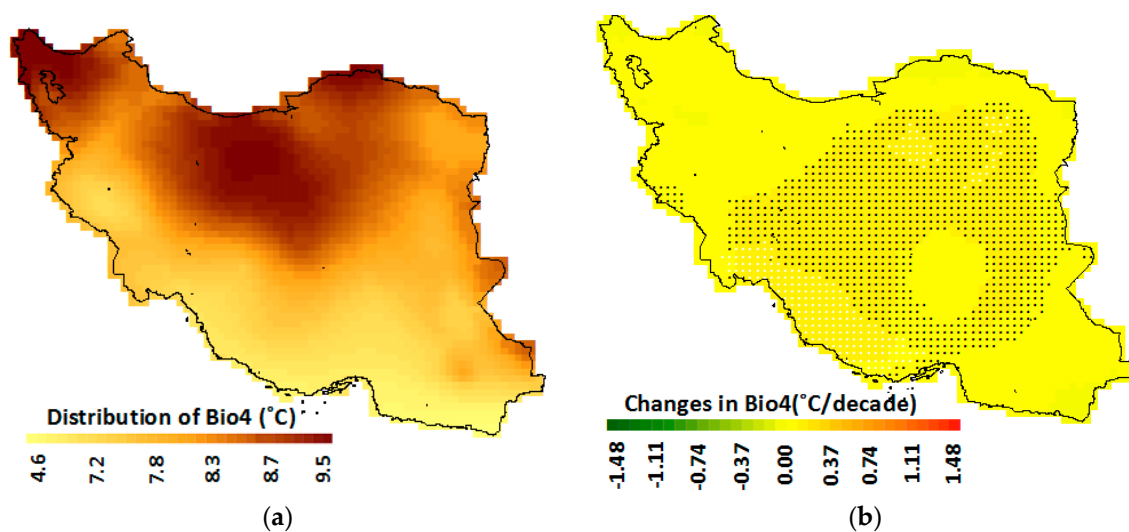 Distribution of Bio4 (˚C)
4.6 7.2 7.8 8.3 8.7 9.5
(a)
Changes in Bio4(˚C/decade)
-1.48 -1.11 -0.74 -0.37 0.00 0.37 0.74 1.11 1.48
(b)